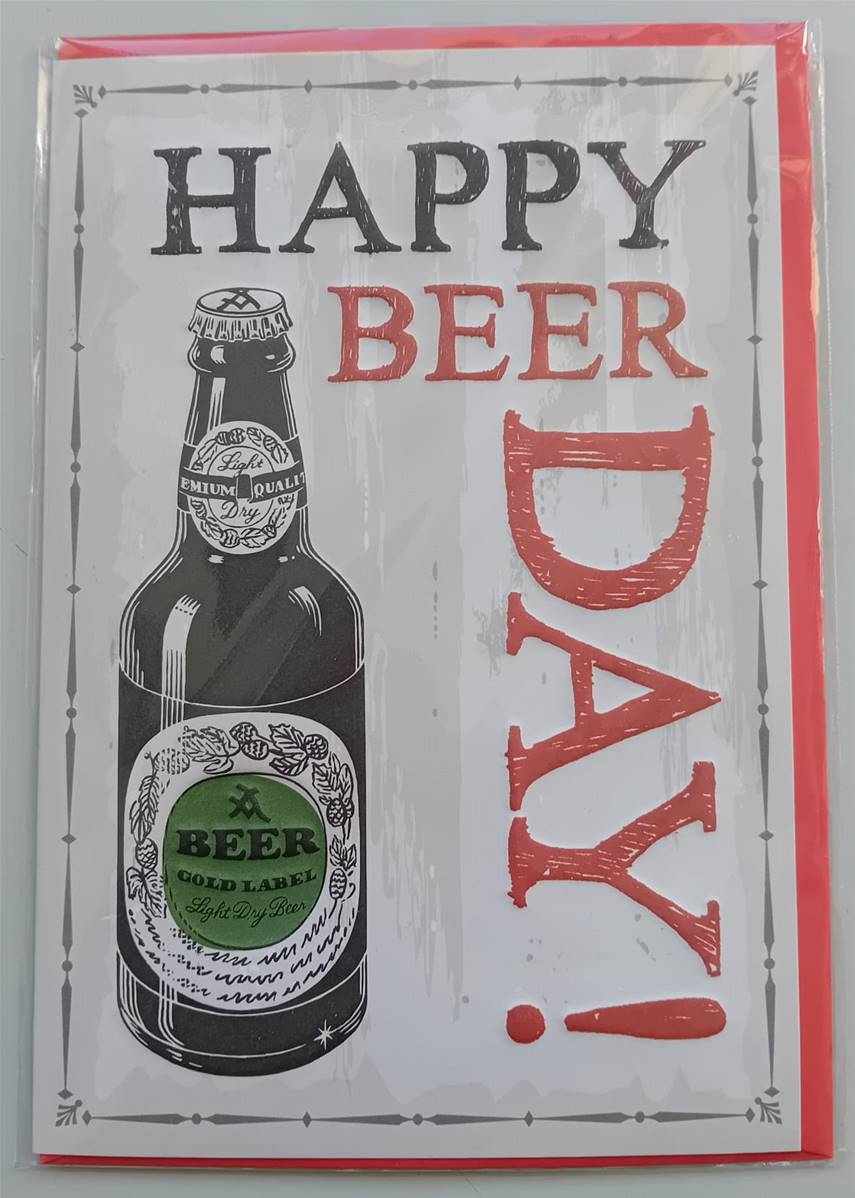 HAPPY
BEER
DAY!
Light
EMIUM QUALIT
Dry
BEER
GOLD LABEL
Light Dry Beer